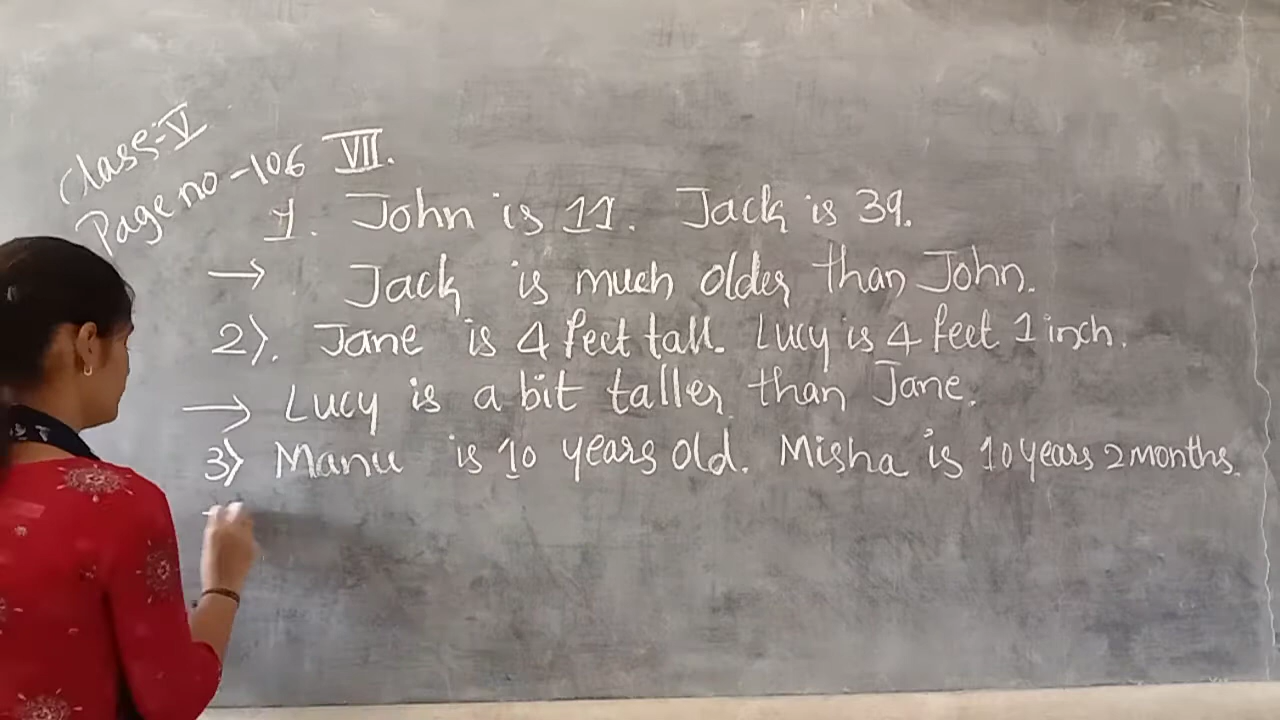 Class:-V
Page no-106 VII.
1. John is 11. Jack is 39.
→ Jack is much older than John.
2). Jane is 4 feet tall. Lucy is 4 feet 1 inch.
→ Lucy is a bit taller than Jane.
3) Manu is 10 years old. Misha is 10 years 2 months.